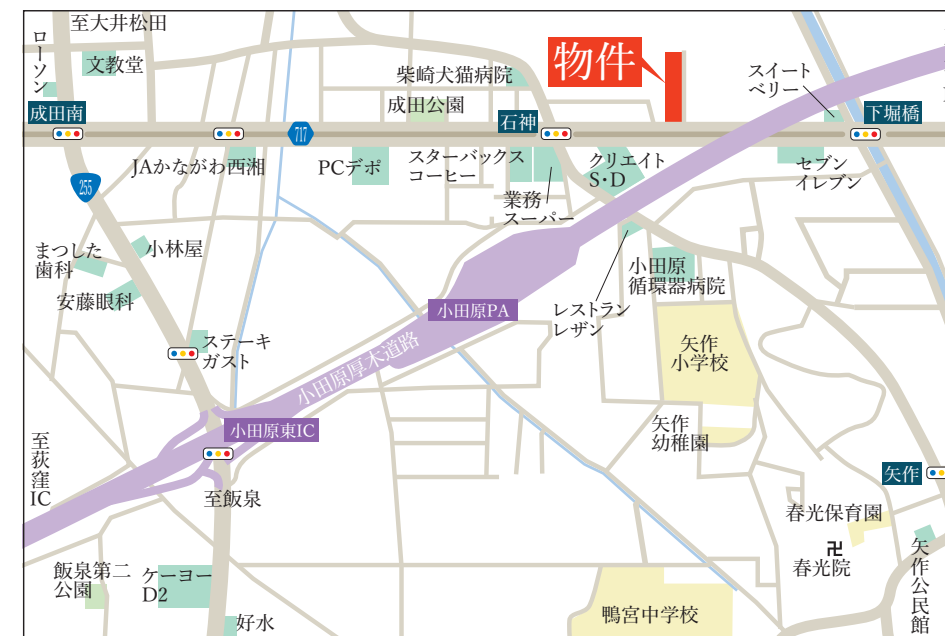 至大井松田
ローソン
文教堂
成田南
717
255
JAかながわ西湘
PCデポ
柴崎犬猫病院
成田公園
石神
物件
スイート
ベリー
下堀橋
スターバックス
コーヒー
業務
スーパー
クリエイト
S・D
セブン
イレブン
まつした
歯科
小林屋
安藤眼科
ステーキ
ガスト
小田原PA
小田原厚木道路
レストラン
レザン
小田原
循環器病院
矢作
小学校
矢作
幼稚園
小田原東IC
至荻窪IC
至飯泉
矢作
春光保育園
卍
春光院
矢作公民館
飯泉第二
公園
ケーヨー
D2
好水
鴨宮中学校